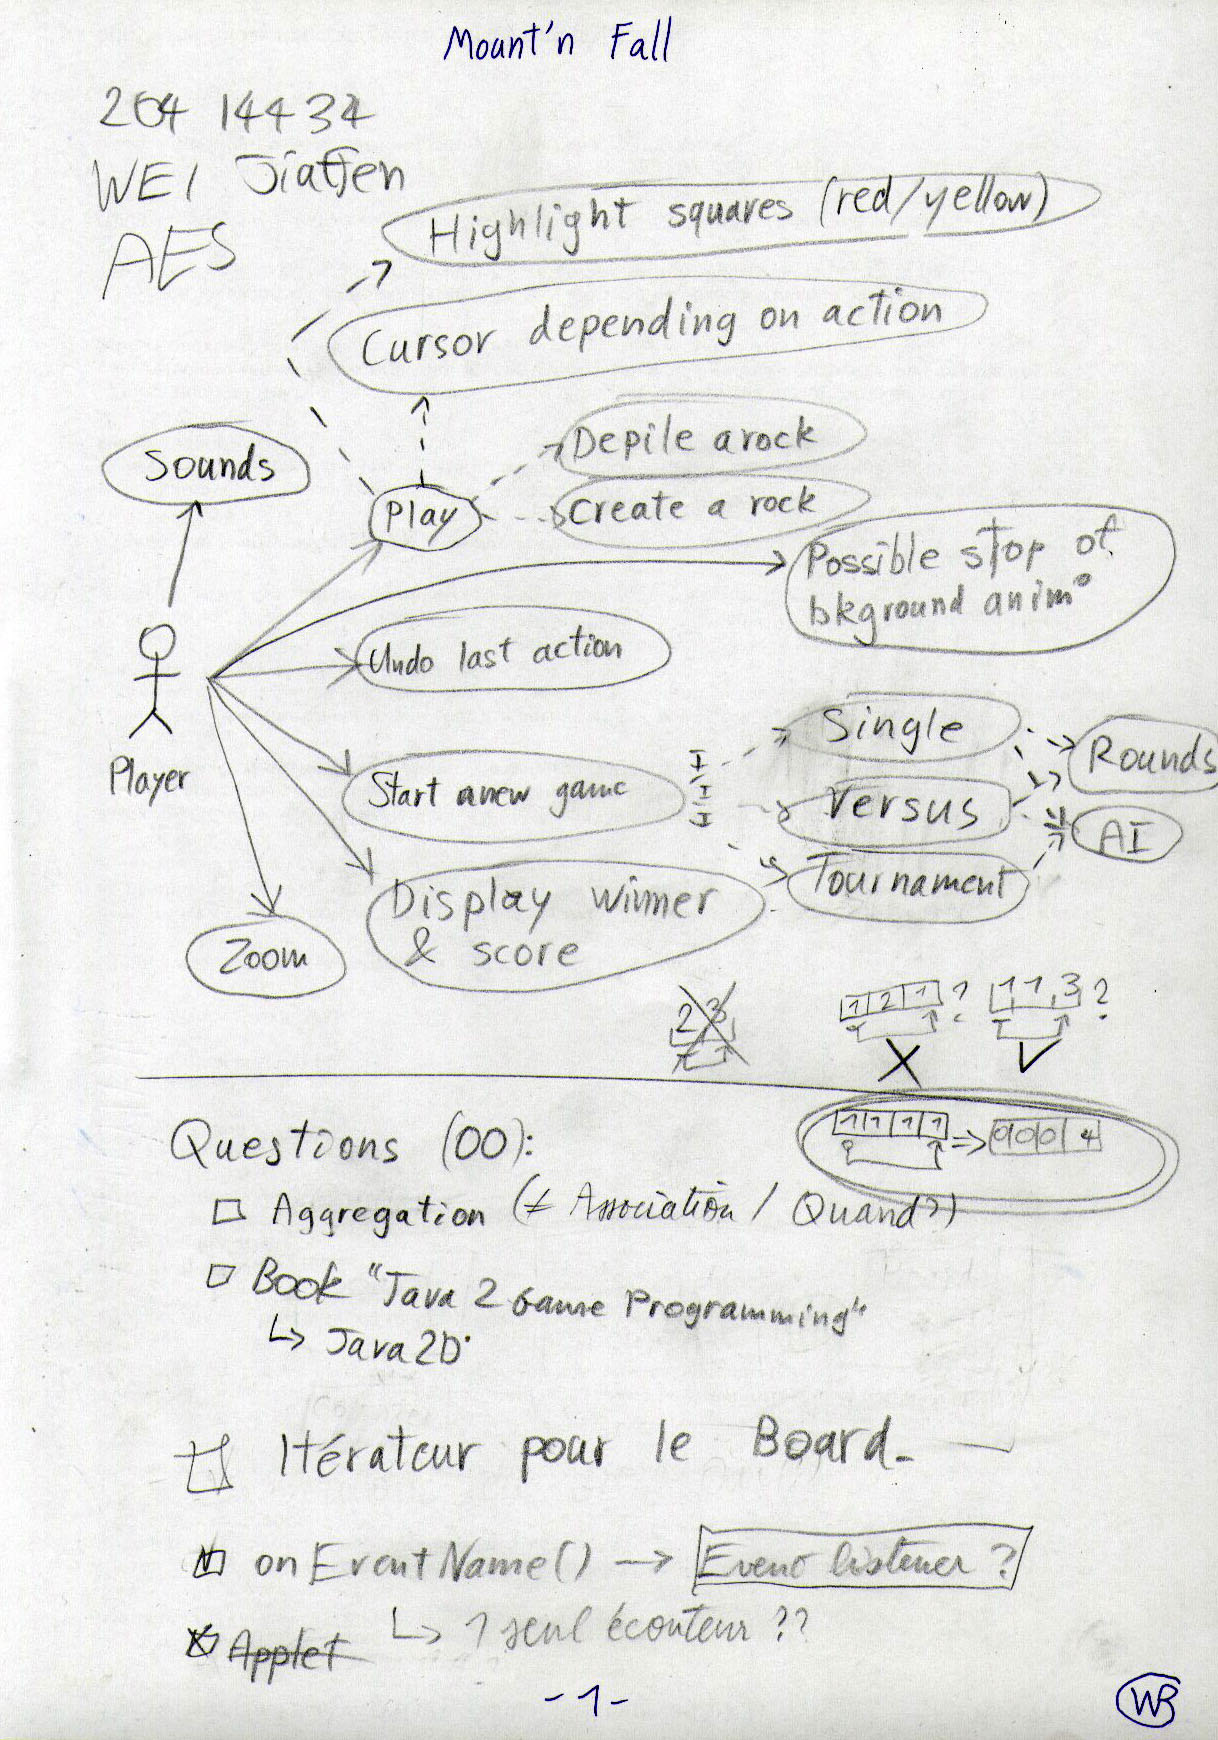 Mount'n Fall
WEI
AES
Highlight squares (red/yellow)
Cursor depending on action
Sounds
Play
Depile a rock
Create a rock
Possible stop of
bkground anim°
Undo last action
Player
Start a new game
Single
Versus
Tournament
Rounds
AI
Display winner
& score
Zoom
2 3
1 2 1 ?
1 1, 3 ?
X
V
1 1 1 1 => 0 0 0 4
Questions (OO):
Aggregation (≠ Association / Quand?)
Book "Java 2 Game Programming"
↳ Java2D
Itérateur pour le Board
onEventName() → Event listener ?
↳ 1 seul écouteur ??
Applet
-1-
WB